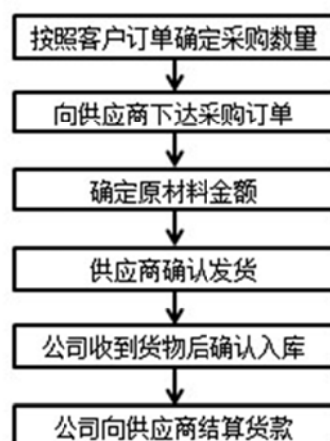 按照客户订单确定采购数量
向供应商下达采购订单
确定原材料金额
供应商确认发货
公司收到货物后确认入库
公司向供应商结算货款